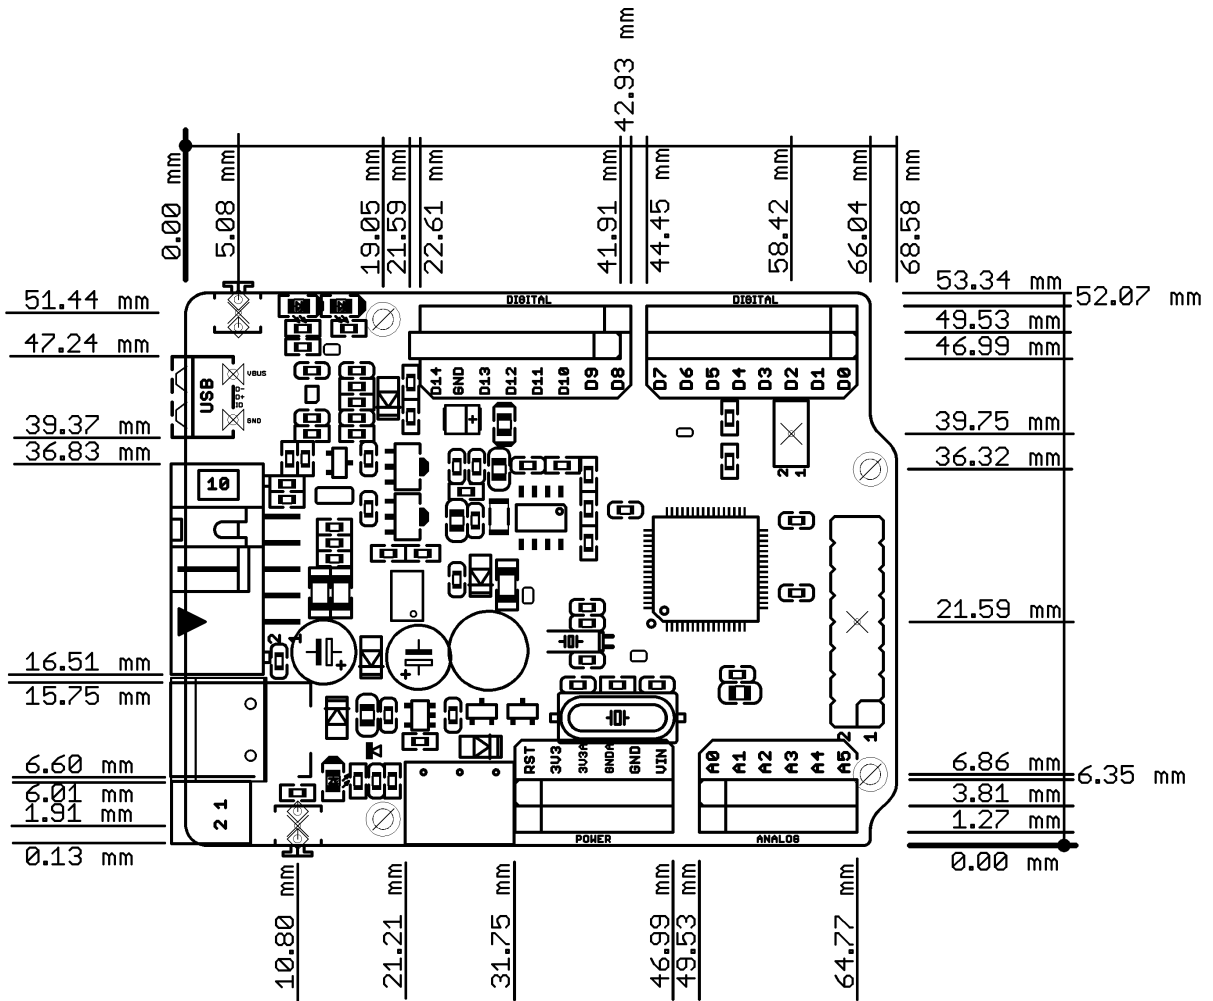 0.00 mm
5.08 mm
19.05 mm
21.59 mm
22.61 mm
41.91 mm
42.93 mm
44.45 mm
58.42 mm
66.04 mm
68.58 mm
51.44 mm
47.24 mm
39.37 mm
36.83 mm
16.51 mm
15.75 mm
6.60 mm
6.01 mm
1.91 mm
0.13 mm
53.34 mm
52.07 mm
49.53 mm
46.99 mm
39.75 mm
36.32 mm
21.59 mm
6.86 mm
6.35 mm
3.81 mm
1.27 mm
0.00 mm
DIGITAL
DIGITAL
D14
GND
D13
D12
D11
D10
D9
D8
D7
D6
D5
D4
D3
D2
D1
D0
USB
VBUS
D-
D+
ID
GND
10
2
1
2
1
+
+
+
2
1
2 1
RST
3V3
3V3A
GNDA
GND
VIN
A0
A1
A2
A3
A4
A5
POWER
ANALOG
10.80 mm
21.21 mm
31.75 mm
46.99 mm
49.53 mm
64.77 mm